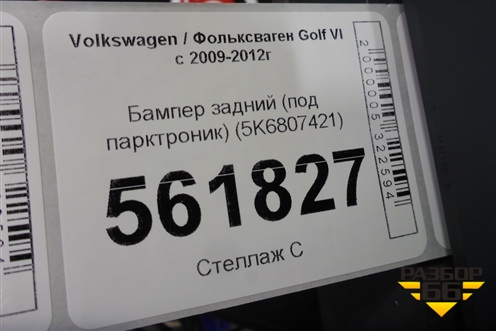 Volkswagen / Фольксваген Golf VI
с 2009-2012г
Бампер задний (под
парктроник) (5K6807421)
561827
Стеллаж С
2000005322594
РАЗБОР
66